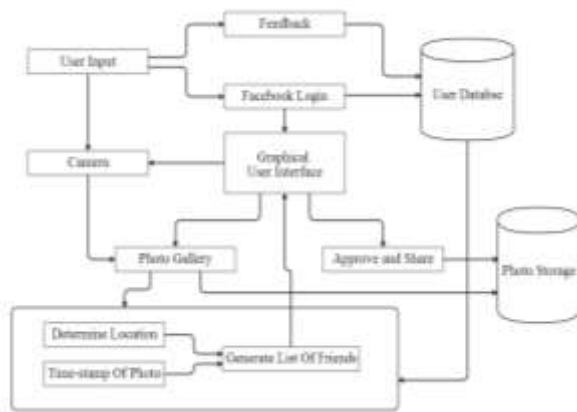 Feedback
User Input
User Databse
Facebook Login
Graphical
User Interface
Camera
Photo Gallery
Approve and Share
Photo Storage
Determine Location
Generate List Of Friends
Time-stamp Of Photo